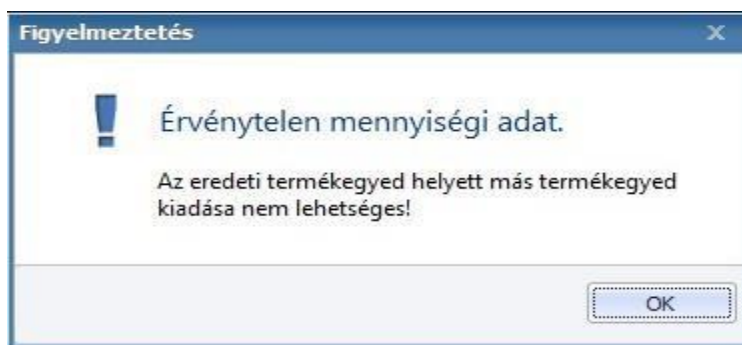 Figyelmeztetés
Érvénytelen mennyiségi adat.
Az eredeti termékegyed helyett más termékegyed
kiadása nem lehetséges!
OK